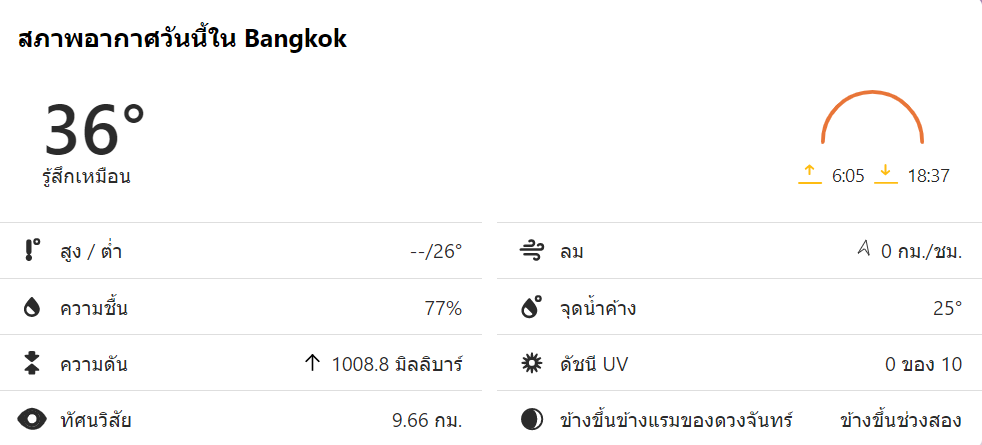 สภาพอากาศวันนี้ใน Bangkok
36°
รู้สึกเหมือน
6:05 18:37
สูง / ต่ำ --/26°
ลม 0 กม./ชม.
ความชื้น 77%
จุดน้ำค้าง 25°
ความดัน 1008.8 มิลลิบาร์
ดัชนี UV 0 ของ 10
ทัศนวิสัย 9.66 กม.
ข้างขึ้นข้างแรมของดวงจันทร์ ข้างขึ้นช่วงสอง